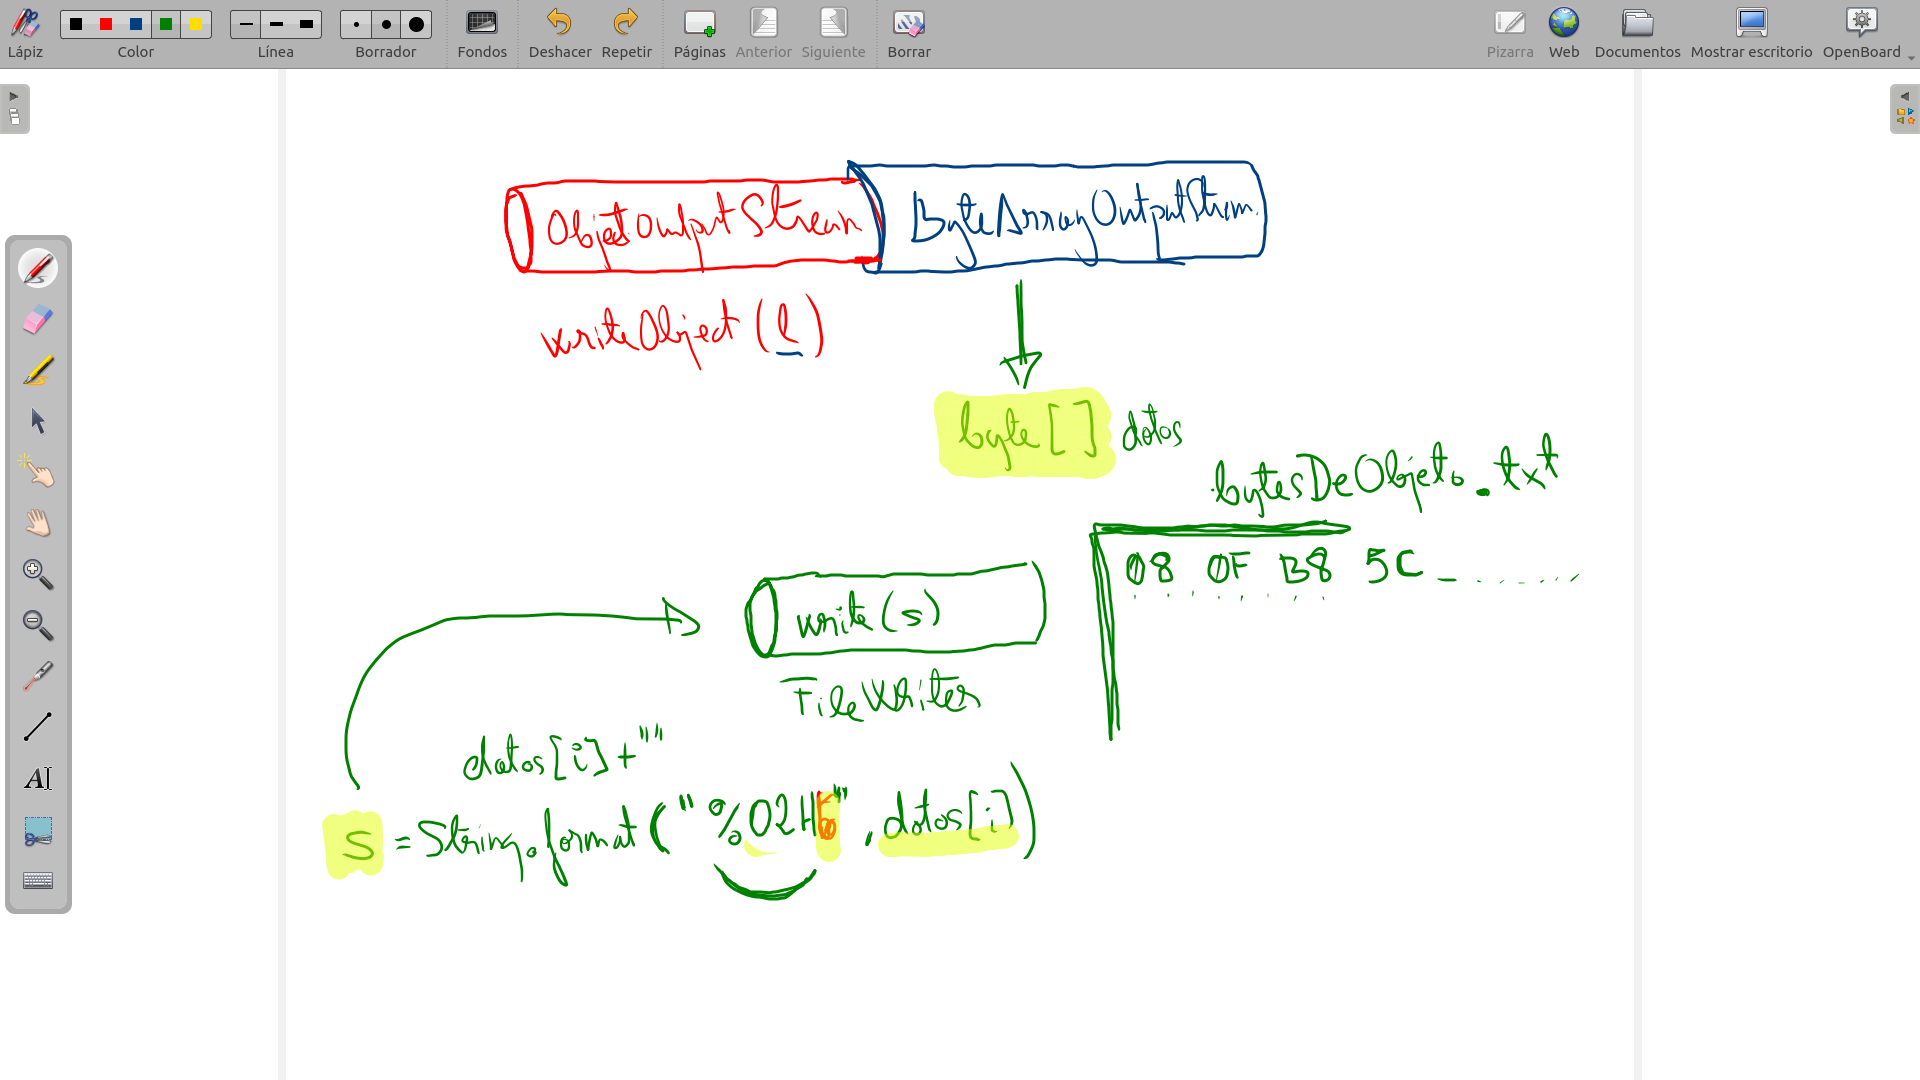 Lápiz Color Línea Borrador Fondos Deshacer Repetir Páginas Anterior Siguiente Borrar Pizarra Web Documentos Mostrar escritorio OpenBoard
ObjectOutputStream ByteArrayOutputStream
writeObject (l)
byte [ ] datos
bytesDeObjeto.txt
08 0F B8 5C
write(s)
FileWriter
datos[i]+""
S = String.format("%02H ", datos[i])